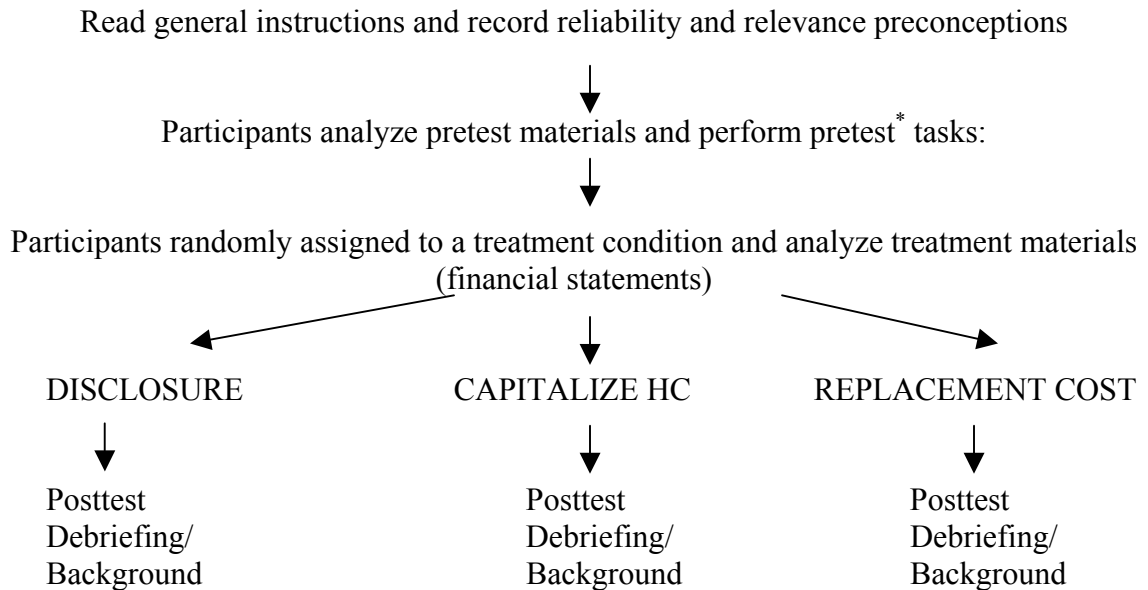 Read general instructions and record reliability and relevance preconceptions
Participants analyze pretest materials and perform pretest* tasks:
Participants randomly assigned to a treatment condition and analyze treatment materials
(financial statements)
DISCLOSURE
CAPITALIZE HC
REPLACEMENT COST
Posttest
Debriefing/
Background
Posttest
Debriefing/
Background
Posttest
Debriefing/
Background